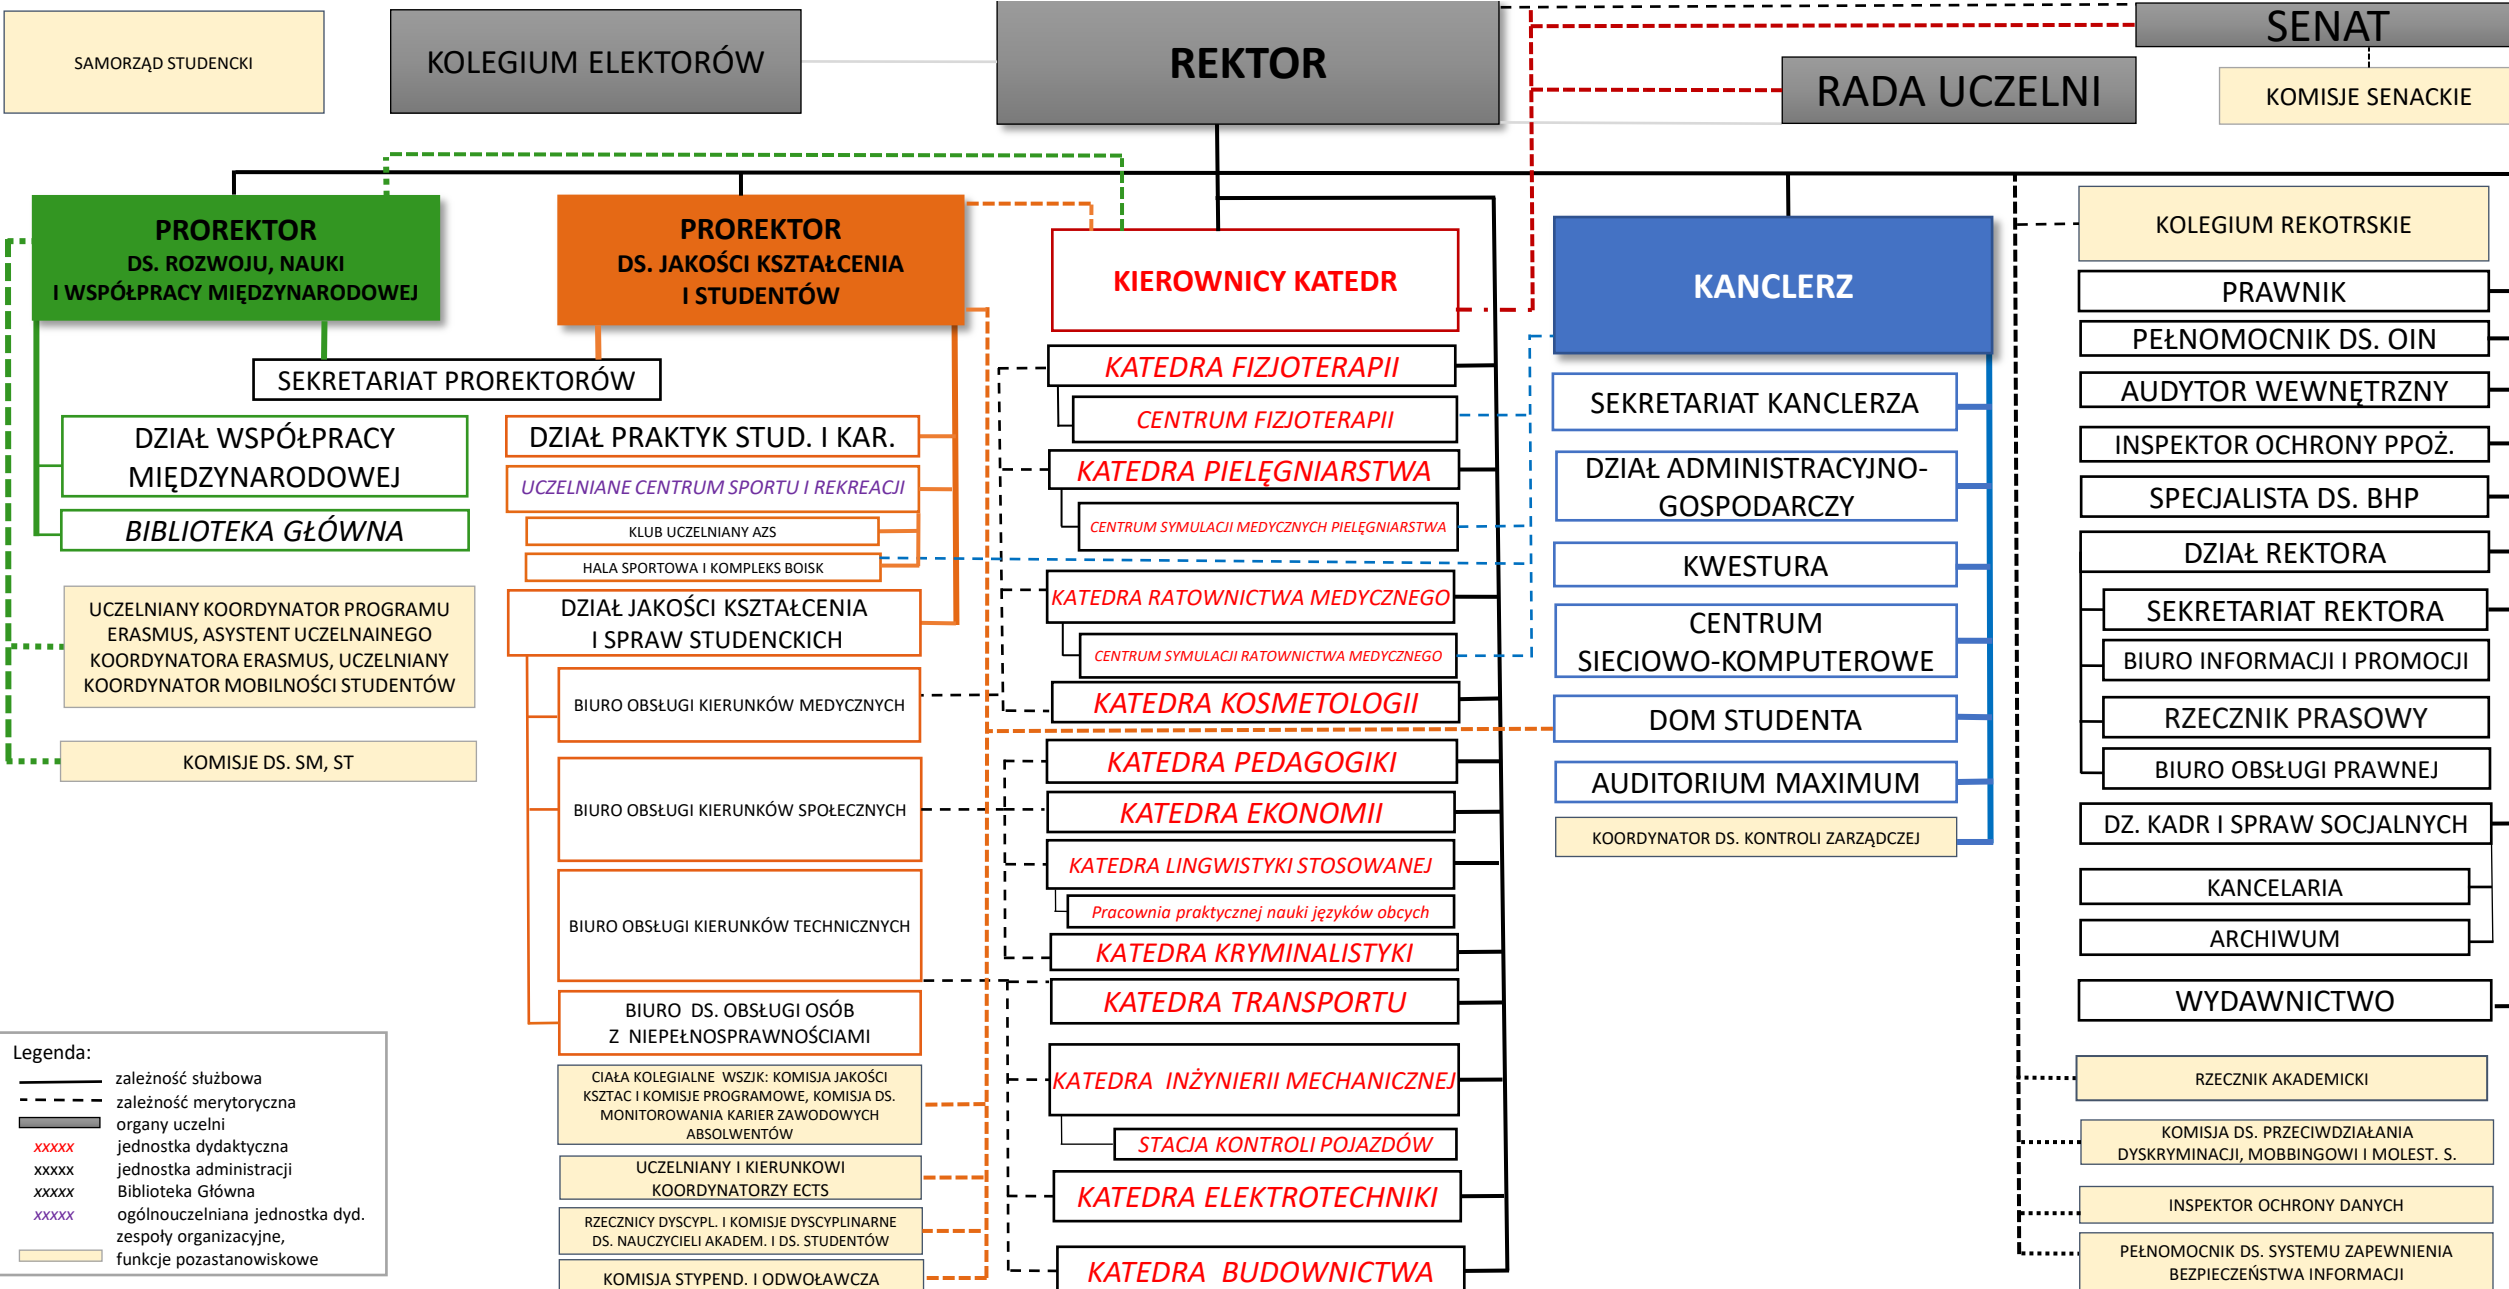 SAMORZĄD STUDENCKI
KOLEGIUM ELEKTORÓW
REKTOR
SENAT
RADA UCZELNI
KOMISJE SENACKIE
PROREKTOR
DS. ROZWOJU, NAUKI
I WSPÓŁPRACY MIĘDZYNARODOWEJ
PROREKTOR
DS. JAKOŚCI KSZTAŁCENIA
I STUDENTÓW
SEKRETARIAT PROREKTORÓW
DZIAŁ WSPÓŁPRACY
MIĘDZYNARODOWEJ
BIBLIOTEKA GŁÓWNA
UCZELNIANY KOORDYNATOR PROGRAMU
ERASMUS, ASYSTENT UCZELNAINEGO
KOORDYNATORA ERASMUS, UCZELNIANY
KOORDYNATOR MOBILNOŚCI STUDENTÓW
KOMISJE DS. SM, ST
DZIAŁ PRAKTYK STUD. I KAR.
UCZELNIANE CENTRUM SPORTU I REKREACJI
KLUB UCZELNIANY AZS
HALA SPORTOWA I KOMPLEKS BOISK
DZIAŁ JAKOŚCI KSZTAŁCENIA
I SPRAW STUDENCKICH
BIURO OBSŁUGI KIERUNKÓW MEDYCZNYCH
BIURO OBSŁUGI KIERUNKÓW SPOŁECZNYCH
BIURO OBSŁUGI KIERUNKÓW TECHNICZNYCH
BIURO DS. OBSŁUGI OSÓB
Z NIEPEŁNOSPRAWNOŚCIAMI
CIAŁA KOLEGIALNE WSZJK: KOMISJA JAKOŚCI
KSZTAC I KOMISJE PROGRAMOWE, KOMISJA DS.
MONITOROWANIA KARIER ZAWODOWYCH
ABSOLWENTÓW
UCZELNIANY I KIERUNKOWI
KOORDYNATORZY ECTS
RZECZNICY DYSCYPL. I KOMISJE DYSCYPLINARNE
DS. NAUCZYCIELI AKADEM. I DS. STUDENTÓW
KOMISJA STYPEND. I ODWOŁAWCZA
KIEROWNICY KATEDR
KATEDRA FIZJOTERAPII
CENTRUM FIZJOTERAPII
KATEDRA PIELĘGNIARSTWA
CENTRUM SYMULACJI MEDYCZNYCH PIELĘGNIARSTWA
KATEDRA RATOWNICTWA MEDYCZNEGO
CENTRUM SYMULACJI RATOWNICTWA MEDYCZNEGO
KATEDRA KOSMETOLOGII
KATEDRA PEDAGOGIKI
KATEDRA EKONOMII
KATEDRA LINGWISTYKI STOSOWANEJ
Pracownia praktycznej nauki języków obcych
KATEDRA KRYMINALISTYKI
KATEDRA TRANSPORTU
KATEDRA INŻYNIERII MECHANICZNEJ
STACJA KONTROLI POJAZDÓW
KATEDRA ELEKTROTECHNIKI
KATEDRA BUDOWNICTWA
KANCLERZ
SEKRETARIAT KANCLERZA
DZIAŁ ADMINISTRACYJNO-
GOSPODARCZY
KWESTURA
CENTRUM
SIECIOWO-KOMPUTEROWE
DOM STUDENTA
AUDITORIUM MAXIMUM
KOORDYNATOR DS. KONTROLI ZARZĄDCZEJ
KOLEGIUM REKOTRSKIE
PRAWNIK
PEŁNOMOCNIK DS. OIN
AUDYTOR WEWNĘTRZNY
INSPEKTOR OCHRONY PPOŻ.
SPECJALISTA DS. BHP
DZIAŁ REKTORA
SEKRETARIAT REKTORA
BIURO INFORMACJI I PROMOCJI
RZECZNIK PRASOWY
BIURO OBSŁUGI PRAWNEJ
DZ. KADR I SPRAW SOCJALNYCH
KANCELARIA
ARCHIWUM
WYDAWNICTWO
RZECZNIK AKADEMICKI
KOMISJA DS. PRZECIWDZIAŁANIA
DYSKRYMINACJI, MOBBINGOWI I MOLEST. S.
INSPEKTOR OCHRONY DANYCH
PEŁNOMOCNIK DS. SYSTEMU ZAPEWNIENIA
BEZPIECZEŃSTWA INFORMACJI
Legenda:
zależność służbowa
zależność merytoryczna
organy uczelni
xxxxx jednostka dydaktyczna
xxxxx jednostka administracji
xxxxx Biblioteka Główna
xxxxx ogólnouczelniana jednostka dyd.
zespoły organizacyjne,
funkcje pozastanowiskowe